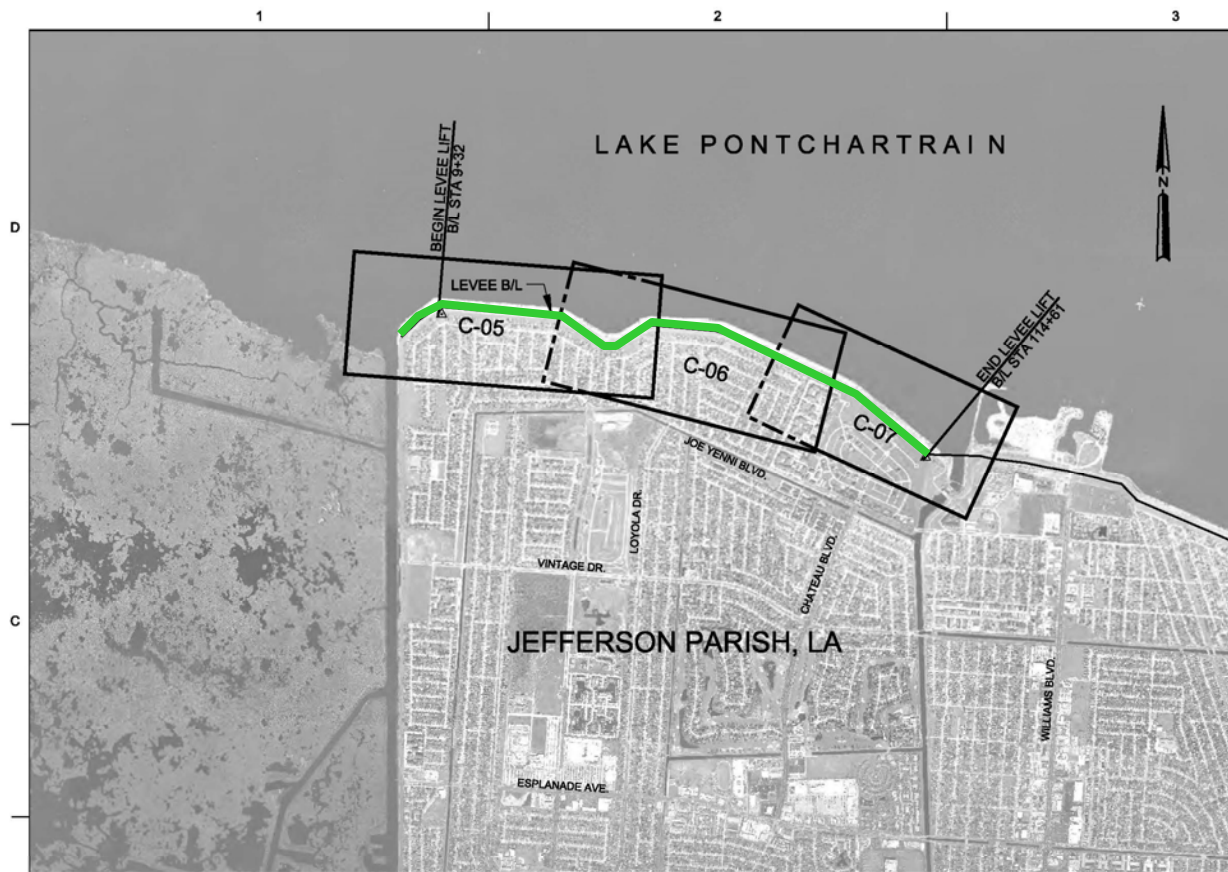 1 2 3
LAKE PONTCHARTRAIN
N
BEGIN LEVEE LIFT
B/L STA 9+32
D
LEVEE B/L
END LEVEE LIFT
B/L STA 114+61
C-05
C-06
C-07
JOE YENNI BLVD.
LOYOLA DR.
VINTAGE DR.
CHATEAU BLVD.
C
JEFFERSON PARISH, LA
WILLIAMS BLVD.
ESPLANADE AVE.